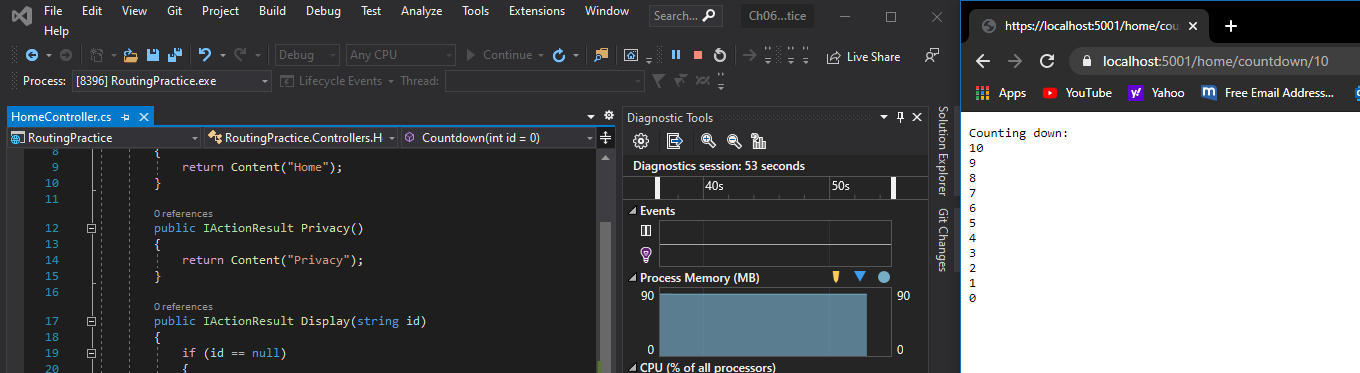 File Edit View Git Project Build Debug Test Analyze Tools Extensions Window Search... Ch06...tice
Help
Debug Any CPU Continue Live Share
Process: [8396] RoutingPractice.exe Lifecycle Events Thread:
HomeController.cs
RoutingPractice RoutingPractice.Controllers.H Countdown(int id = 0)
8 {
9 return Content("Home");
10 }
11
0 references
12 public IActionResult Privacy()
13 {
14 return Content("Privacy");
15 }
16
0 references
17 public IActionResult Display(string id)
18 {
19 if (id == null)
20 {
Diagnostic Tools
Diagnostics session: 53 seconds
40s 50s
Events
Process Memory (MB)
90 90
0 0
CPU (% of all processors)
Solution Explorer
Git Changes
https://localhost:5001/home/cou
localhost:5001/home/countdown/10
Apps YouTube Yahoo Free Email Address...
Counting down:
10
9
8
7
6
5
4
3
2
1
0